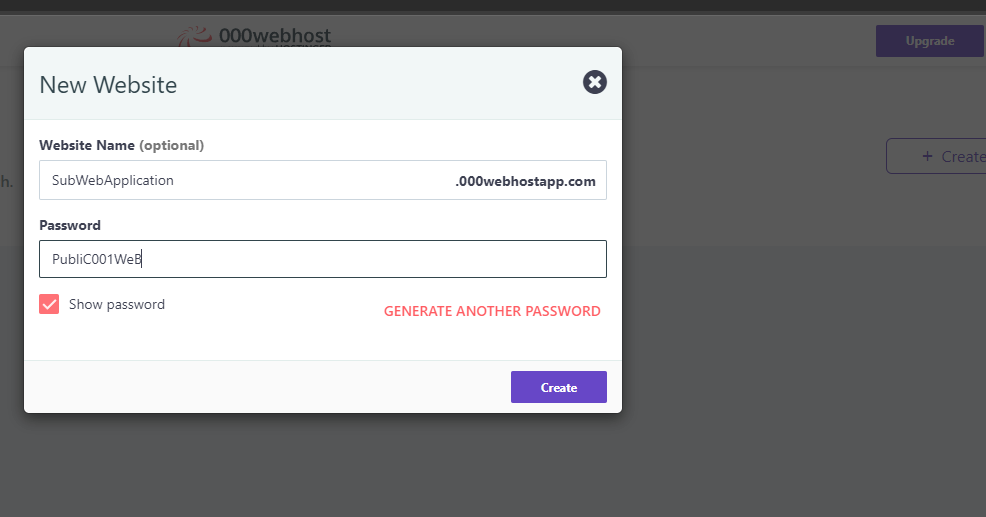 000webhost
Upgrade
New Website
Website Name (optional)
+ Create
SubWebApplication .000webhostapp.com
h.
Password
PubliC001WeB
Show password
GENERATE ANOTHER PASSWORD
Create